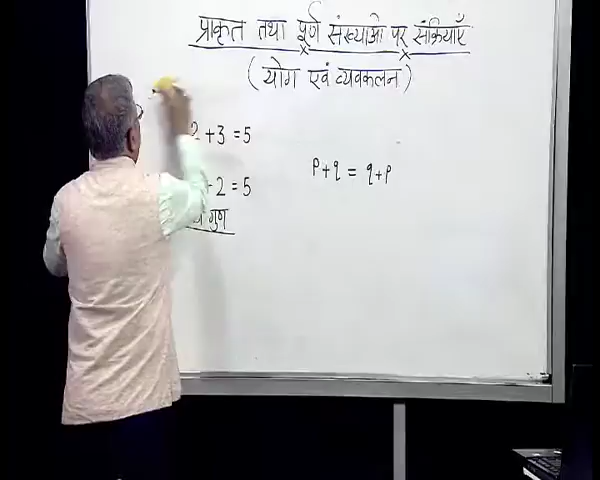 प्राकृत तथा पूर्ण संख्याओं पर संक्रियाएँ
(योग एवं व्यवकलन)
2 + 3 = 5
p + q = q + p
+ 2 = 5
गुण